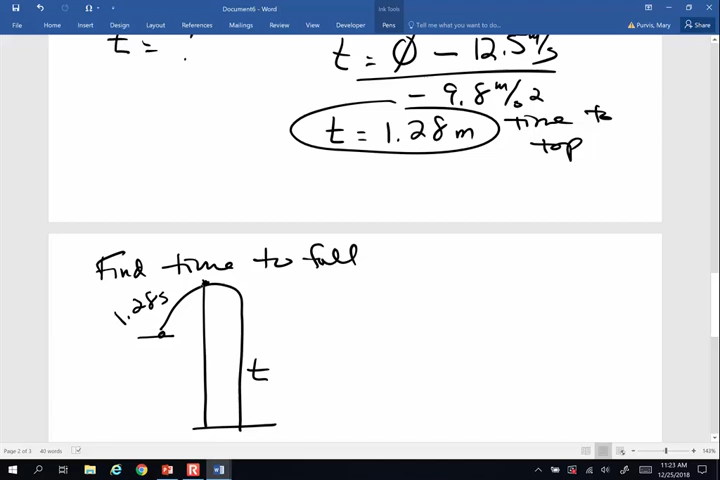 Document6 - Word
Ink Tools
File Home Insert Design Layout References Mailings Review View Developer Pens Tell me what you want to do... Purvis, Mary Share
t = ?
t = Ø - 12.5 m/s
- 9.8 m/s 2
t = 1.28 m time to top
Find time to fall
1.28s
t
Page 2 of 3 40 words 143%
11:23 AM
12/25/2018